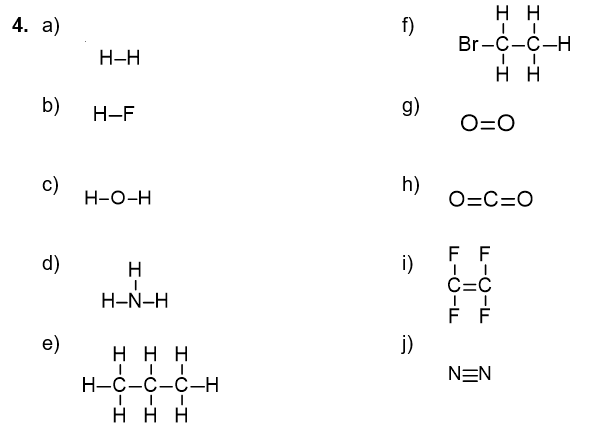 4. a)
H–H
b)
H–F
c)
H–O–H
d)
H
H–N–H
e)
H H H
H–C–C–C–H
H H H
f)
H H
Br–C–C–H
H H
g)
O=O
h)
O=C=O
i)
F F
C=C
F F
j)
N≡N